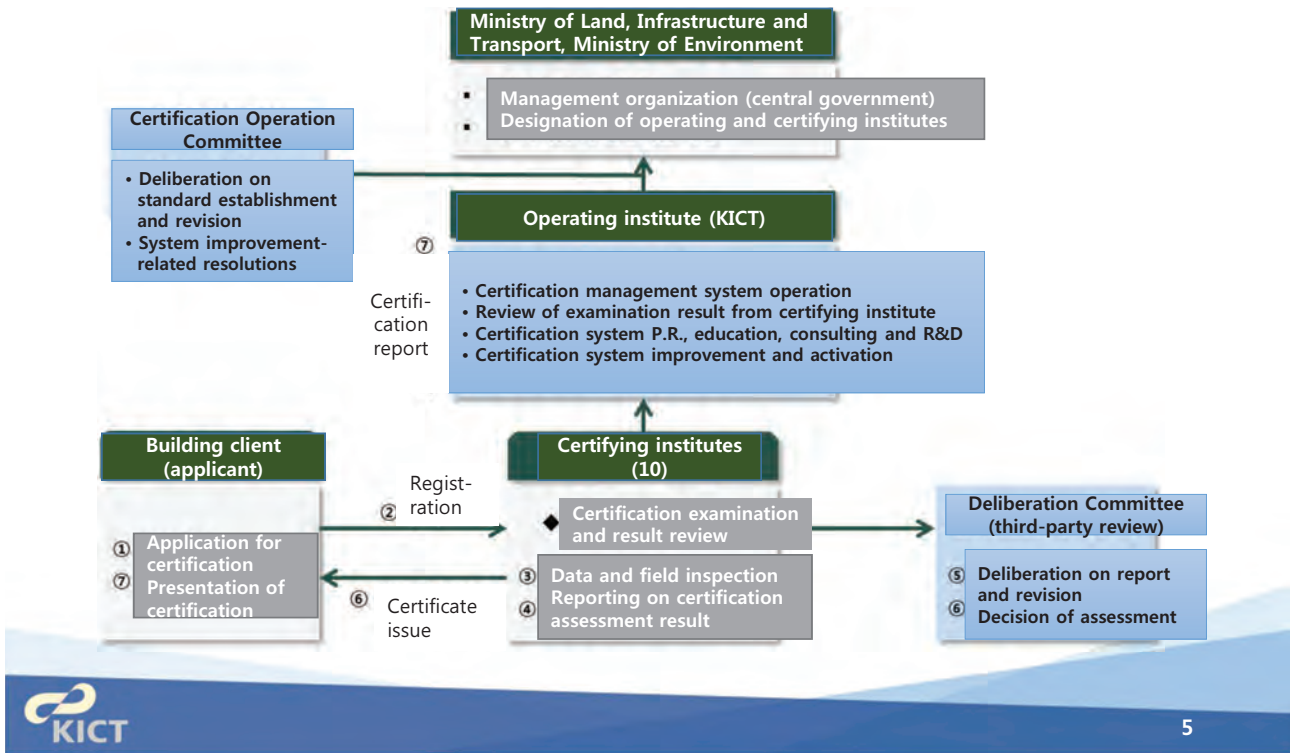 Ministry of Land, Infrastructure and
Transport, Ministry of Environment
▪ Management organization (central government)
▪ Designation of operating and certifying institutes
Certification Operation
Committee
• Deliberation on
standard establishment
and revision
• System improvement-
related resolutions
Operating institute (KICT)
⑦
Certifi-
cation
report
• Certification management system operation
• Review of examination result from certifying institute
• Certification system P.R., education, consulting and R&D
• Certification system improvement and activation
Building client
(applicant)
① Application for
certification
⑦ Presentation of
certification
② Regist-
ration
⑥ Certificate
issue
Certifying institutes
(10)
◆ Certification examination
and result review
③ Data and field inspection
④ Reporting on certification
assessment result
Deliberation Committee
(third-party review)
⑤ Deliberation on report
and revision
⑥ Decision of assessment
KICT
5